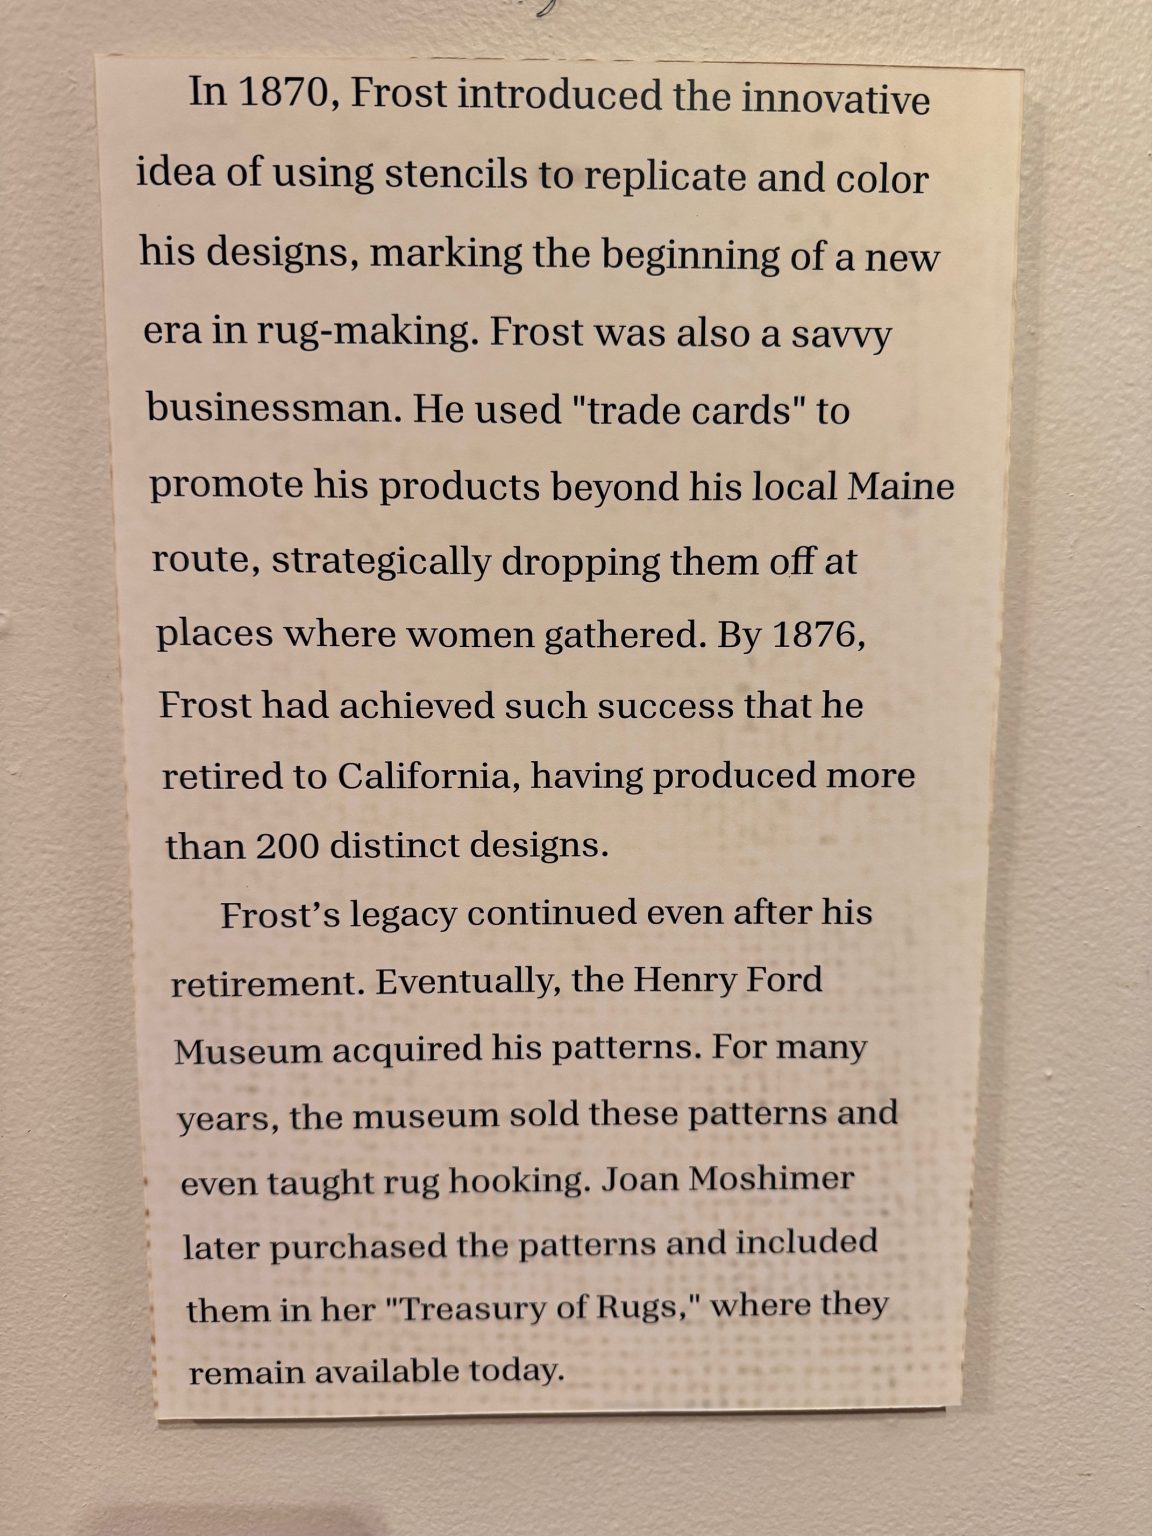 In 1870, Frost introduced the innovative
idea of using stencils to replicate and color
his designs, marking the beginning of a new
era in rug-making. Frost was also a savvy
businessman. He used "trade cards" to
promote his products beyond his local Maine
route, strategically dropping them off at
places where women gathered. By 1876,
Frost had achieved such success that he
retired to California, having produced more
than 200 distinct designs.
Frost’s legacy continued even after his
retirement. Eventually, the Henry Ford
Museum acquired his patterns. For many
years, the museum sold these patterns and
even taught rug hooking. Joan Moshimer
later purchased the patterns and included
them in her "Treasury of Rugs," where they
remain available today.